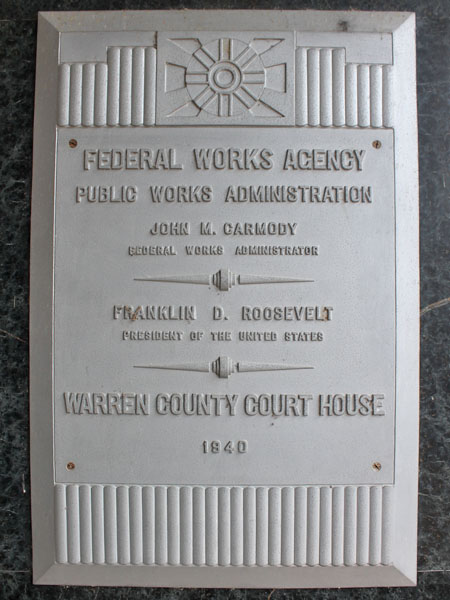 FEDERAL WORKS AGENCY
PUBLIC WORKS ADMINISTRATION
JOHN M. CARMODY
FEDERAL WORKS ADMINISTRATOR
FRANKLIN D. ROOSEVELT
PRESIDENT OF THE UNITED STATES
WARREN COUNTY COURT HOUSE
1940